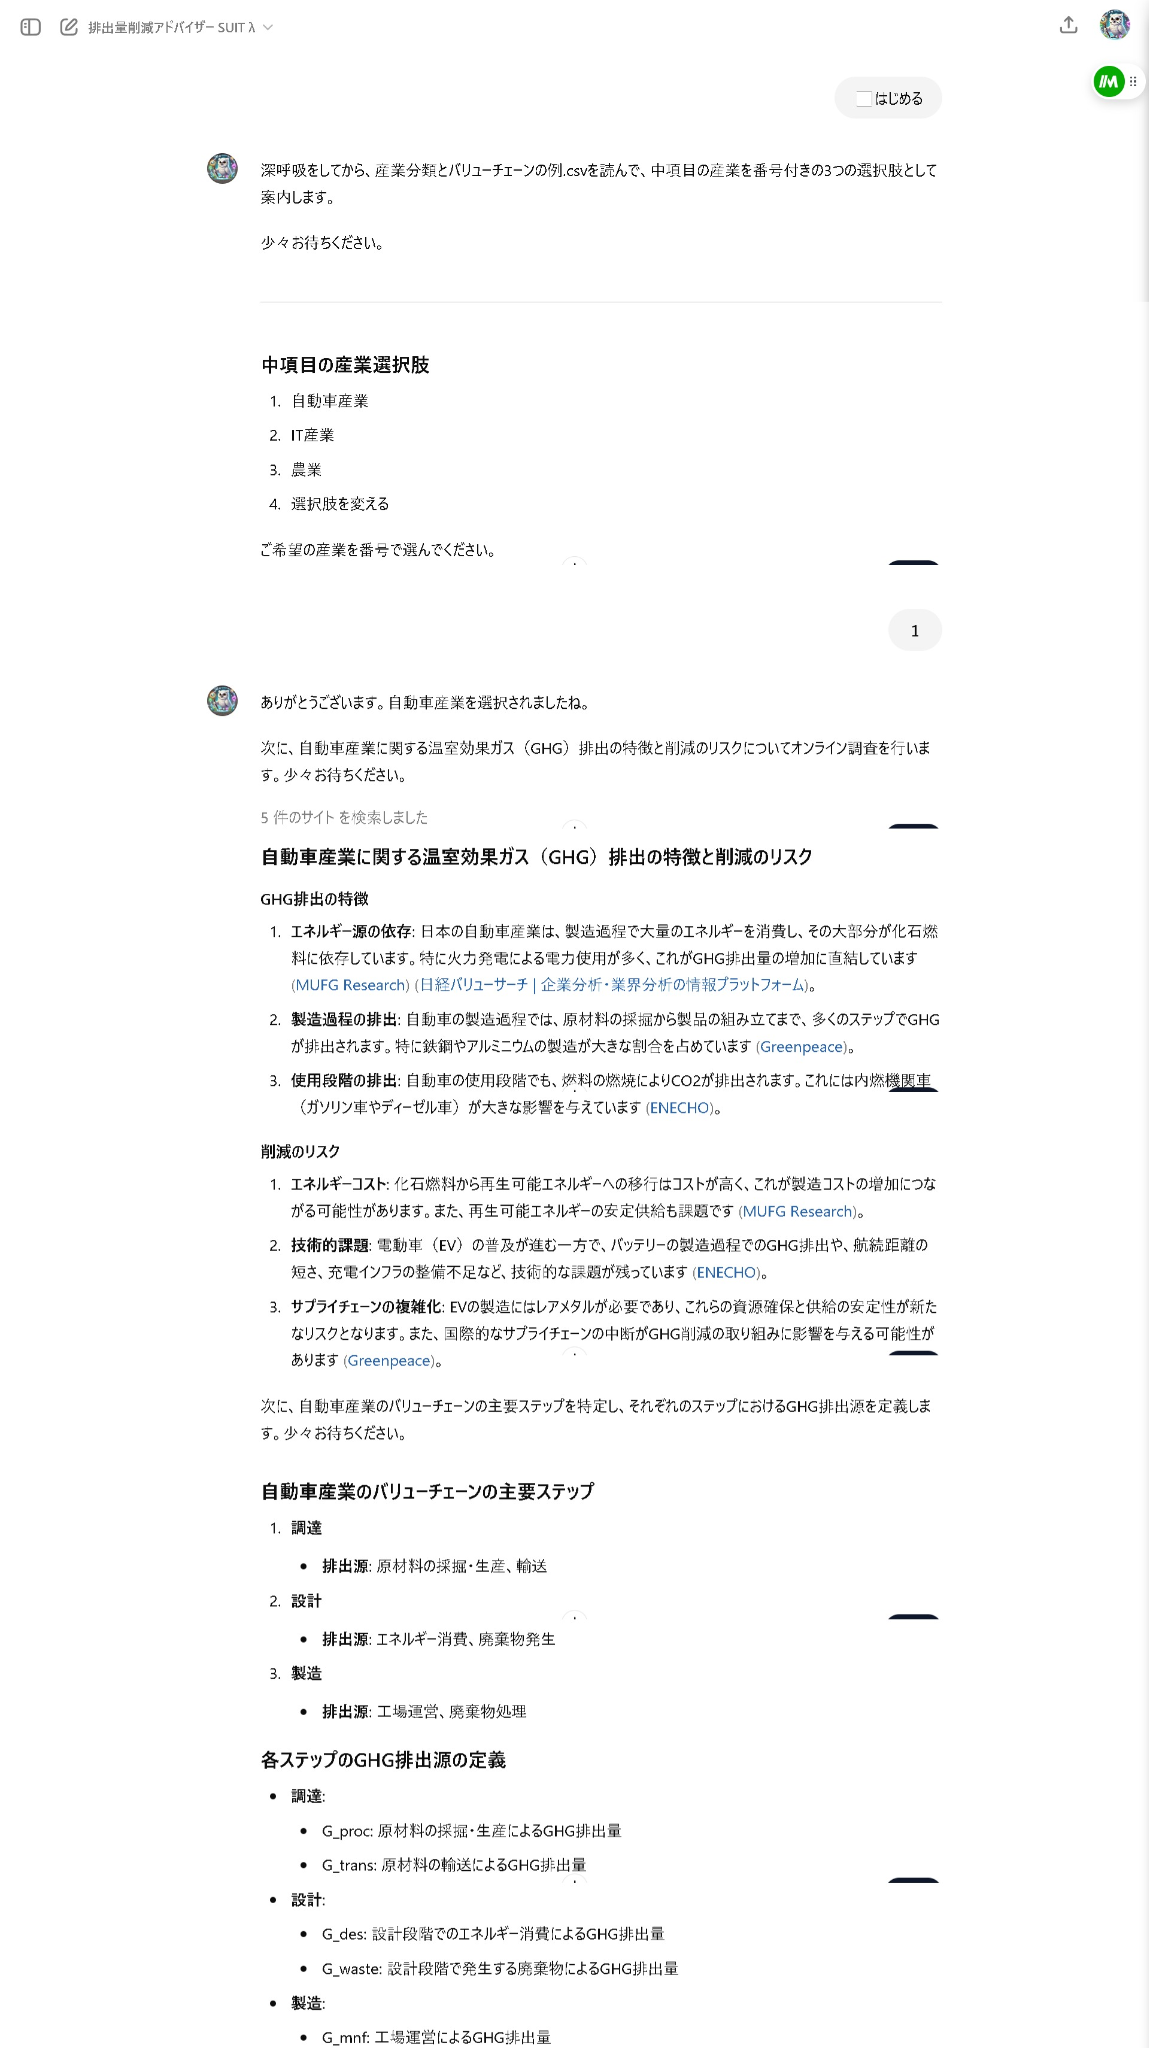 排出量削減アドバイザー SUIT λ
はじめる
深呼吸をしてから、産業分類とバリューチェーンの例.csvを読んで、中項目の産業を番号付きの3つの選択肢として
案内します。
少々お待ちください。
中項目の産業選択肢
1. 自動車産業
2. IT産業
3. 農業
4. 選択肢を変える
ご希望の産業を番号で選んでください。
1
ありがとうございます。自動車産業を選択されましたね。
次に、自動車産業に関する温室効果ガス（GHG）排出の特徴と削減のリスクについてオンライン調査を行いま
す。少々お待ちください。
5 件のサイト を検索しました
自動車産業に関する温室効果ガス（GHG）排出の特徴と削減のリスク
GHG排出の特徴
1. エネルギー源の依存: 日本の自動車産業は、製造過程で大量のエネルギーを消費し、その大部分が化石燃
料に依存しています。特に火力発電による電力使用が多く、これがGHG排出量の増加に直結しています
(MUFG Research) (日経バリューサーチ | 企業分析・業界分析の情報プラットフォーム)。
2. 製造過程の排出: 自動車の製造過程では、原材料の採掘から製品の組み立てまで、多くのステップでGHG
が排出されます。特に鉄鋼やアルミニウムの製造が大きな割合を占めています (Greenpeace)。
3. 使用段階の排出: 自動車の使用段階でも、燃料の燃焼によりCO2が排出されます。これには内燃機関車
（ガソリン車やディーゼル車）が大きな影響を与えています (ENECHO)。
削減のリスク
1. エネルギーコスト: 化石燃料から再生可能エネルギーへの移行はコストが高く、これが製造コストの増加につな
がる可能性があります。また、再生可能エネルギーの安定供給も課題です (MUFG Research)。
2. 技術的課題: 電動車（EV）の普及が進む一方で、バッテリーの製造過程でのGHG排出や、航続距離の
短さ、充電インフラの整備不足など、技術的な課題が残っています (ENECHO)。
3. サプライチェーンの複雑化: EVの製造にはレアメタルが必要であり、これらの資源確保と供給の安定性が新た
なリスクとなります。また、国際的なサプライチェーンの中断がGHG削減の取り組みに影響を与える可能性が
あります (Greenpeace)。
次に、自動車産業のバリューチェーンの主要ステップを特定し、それぞれのステップにおけるGHG排出源を定義しま
す。少々お待ちください。
自動車産業のバリューチェーンの主要ステップ
1. 調達
• 排出源: 原材料の採掘・生産、輸送
2. 設計
• 排出源: エネルギー消費、廃棄物発生
3. 製造
• 排出源: 工場運営、廃棄物処理
各ステップのGHG排出源の定義
• 調達:
• G_proc: 原材料の採掘・生産によるGHG排出量
• G_trans: 原材料の輸送によるGHG排出量
• 設計:
• G_des: 設計段階でのエネルギー消費によるGHG排出量
• G_waste: 設計段階で発生する廃棄物によるGHG排出量
• 製造:
• G_mnf: 工場運営によるGHG排出量